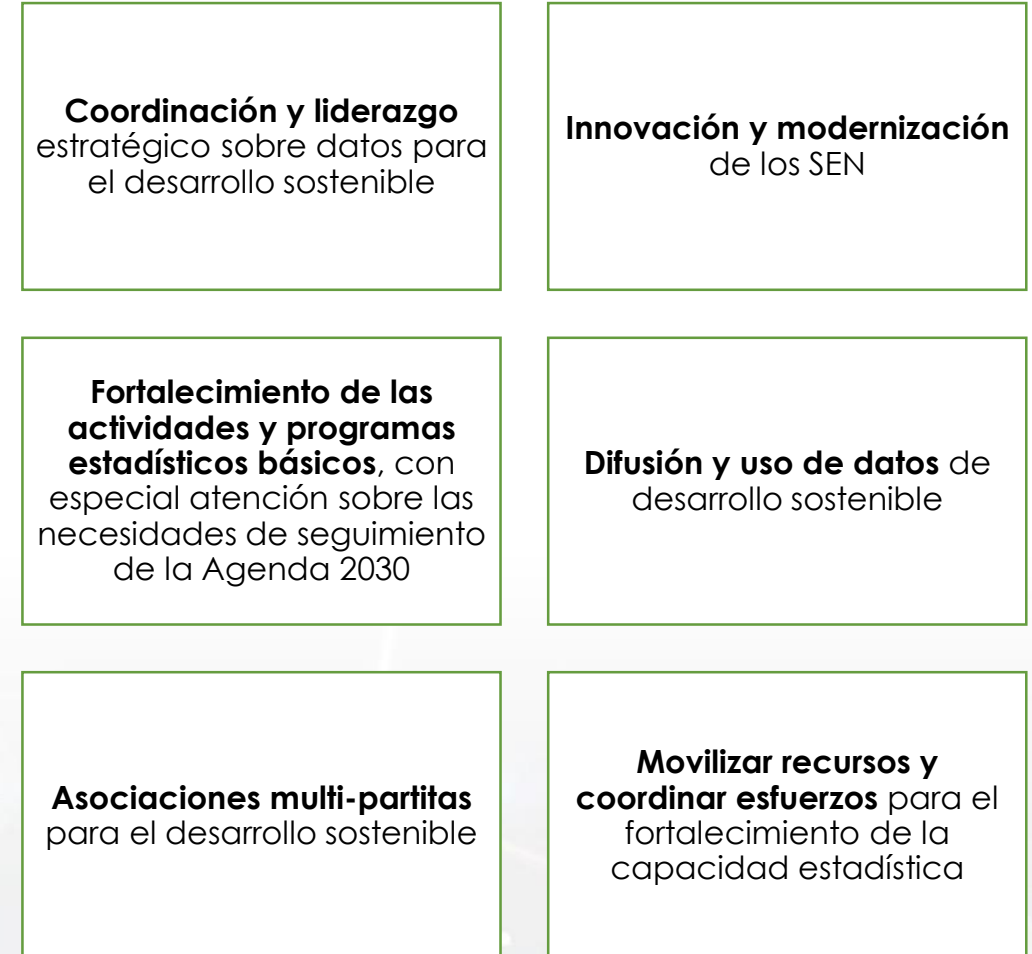 Coordinación y liderazgo
estratégico sobre datos para
el desarrollo sostenible
Innovación y modernización
de los SEN
Fortalecimiento de las
actividades y programas
estadísticos básicos, con
especial atención sobre las
necesidades de seguimiento
de la Agenda 2030
Difusión y uso de datos de
desarrollo sostenible
Asociaciones multi-partitas
para el desarrollo sostenible
Movilizar recursos y
coordinar esfuerzos para el
fortalecimiento de la
capacidad estadística